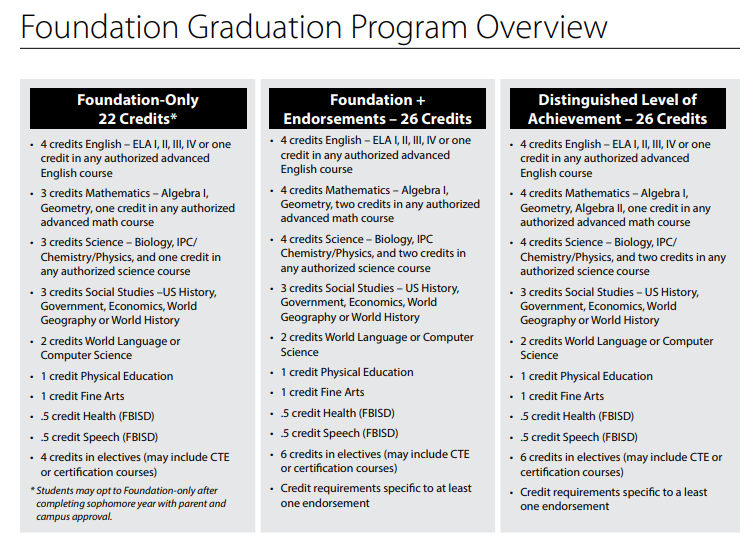 Foundation Graduation Program Overview
Foundation-Only
22 Credits*
• 4 credits English – ELA I, II, III, IV or one
credit in any authorized advanced
English course
• 3 credits Mathematics – Algebra I,
Geometry, one credit in any authorized
advanced math course
• 3 credits Science – Biology, IPC/
Chemistry/Physics, and one credit in
any authorized science course
• 3 credits Social Studies –US History,
Government, Economics, World
Geography or World History
• 2 credits World Language or
Computer Science
• 1 credit Physical Education
• 1 credit Fine Arts
• .5 credit Health (FBISD)
• .5 credit Speech (FBISD)
• 4 credits in electives (may include CTE
or certification courses)
* Students may opt to Foundation-only after
completing sophomore year with parent and
campus approval.
Foundation +
Endorsements – 26 Credits
• 4 credits English – ELA I, II, III, IV or one
credit in any authorized advanced
English course
• 4 credits Mathematics – Algebra I,
Geometry, two credits in any authorized
advanced math course
• 4 credits Science – Biology, IPC
Chemistry/Physics, and two credits in
any authorized science course
• 3 credits Social Studies – US History,
Government, Economics, World
Geography or World History
• 2 credits World Language or Computer
Science
• 1 credit Physical Education
• 1 credit Fine Arts
• .5 credit Health (FBISD)
• .5 credit Speech (FBISD)
• 6 credits in electives (may include CTE
or certification courses)
• Credit requirements specific to at least
one endorsement
Distinguished Level of
Achievement – 26 Credits
• 4 credits English – ELA I, II, III, IV or one
credit in any authorized advanced
English course
• 4 credits Mathematics – Algebra I,
Geometry, Algebra II, one credit in any
authorized advanced math course
• 4 credits Science – Biology, IPC/
Chemistry/Physics, and two credits in any
authorized science course
• 3 credits Social Studies – US History,
Government, Economics, World
Geography or World History
• 2 credits World Language or Computer
Science
• 1 credit Physical Education
• 1 credit Fine Arts
• .5 credit Health (FBISD)
• .5 credit Speech (FBISD)
• 6 credits in electives (may include CTE or
certification courses)
• Credit requirements specific to a least
one endorsement